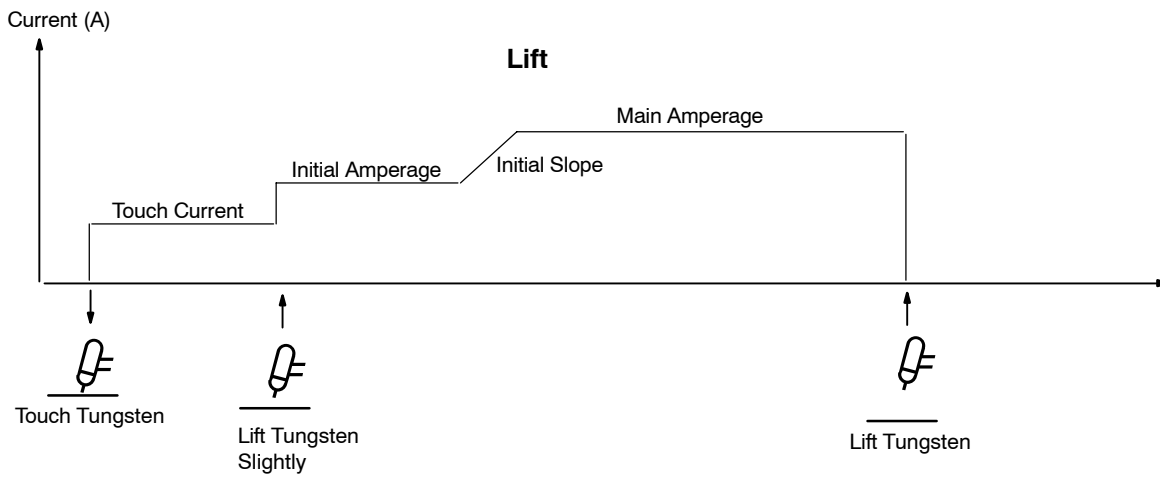 Current (A)
Lift
Main Amperage
Initial Amperage
Initial Slope
Touch Current
Touch Tungsten
Lift Tungsten
Slightly
Lift Tungsten